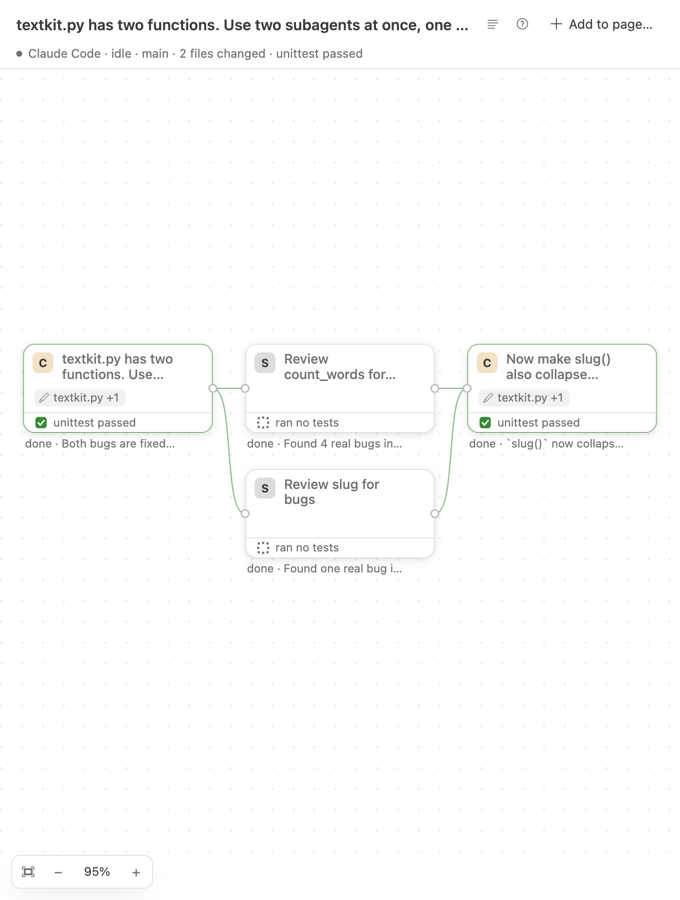 textkit.py has two functions. Use two subagents at once, one ...
Add to page...
Claude Code · idle · main · 2 files changed · unittest passed
C
textkit.py has two
functions. Use...
textkit.py +1
unittest passed
done · Both bugs are fixed...
S
Review
count_words for...
ran no tests
done · Found 4 real bugs in...
S
Review slug for
bugs
ran no tests
done · Found one real bug i...
C
Now make slug()
also collapse...
textkit.py +1
unittest passed
done · `slug()` now collaps...
95%